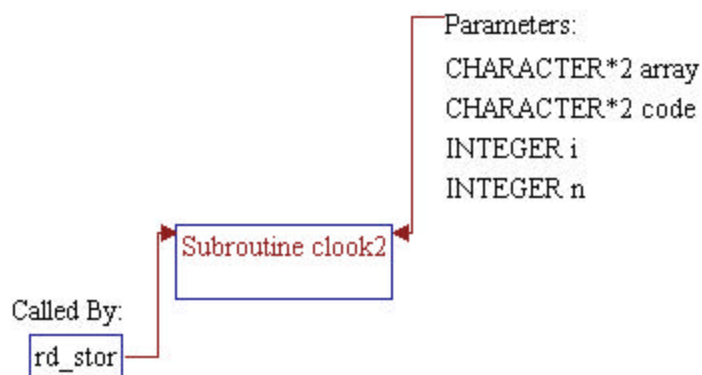 Parameters:
CHARACTER*2 array
CHARACTER*2 code
INTEGER i
INTEGER n
Subroutine clook2
Called By:
rd_stor